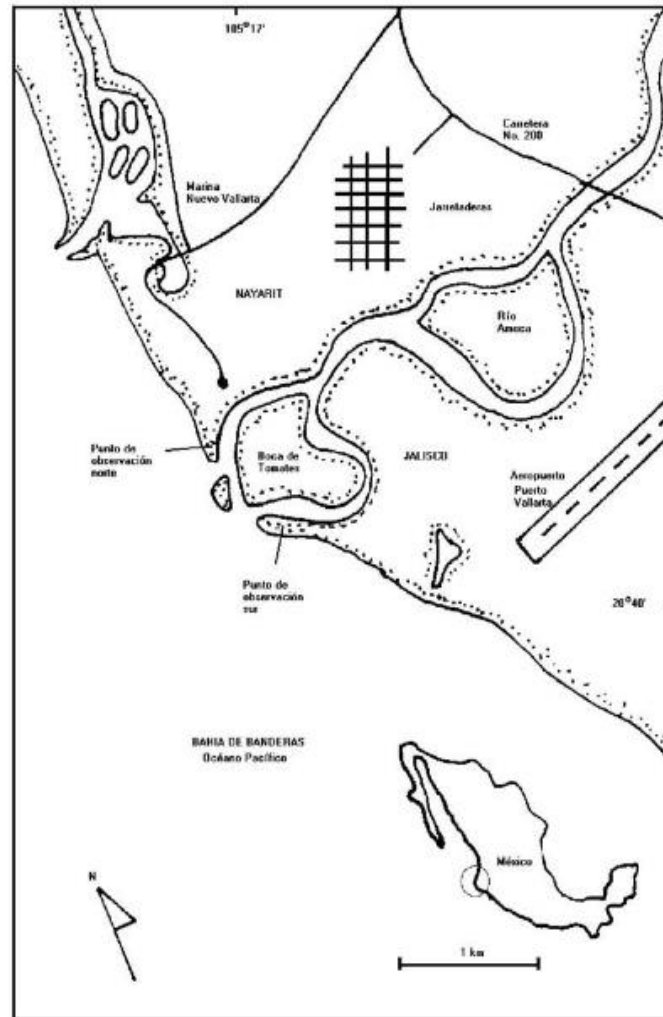 105°17'
Carretera
No. 200
Marina
Nuevo Vallarta
Jarretaderas
NAYARIT
Río
Ameca
Punto de
observación
norte
Boca de
Tomates
JALISCO
Aeropuerto
Puerto
Vallarta
Punto de
observación
sur
20°40'
BAHIA DE BANDERAS
Océano Pacífico
México
N
1 km